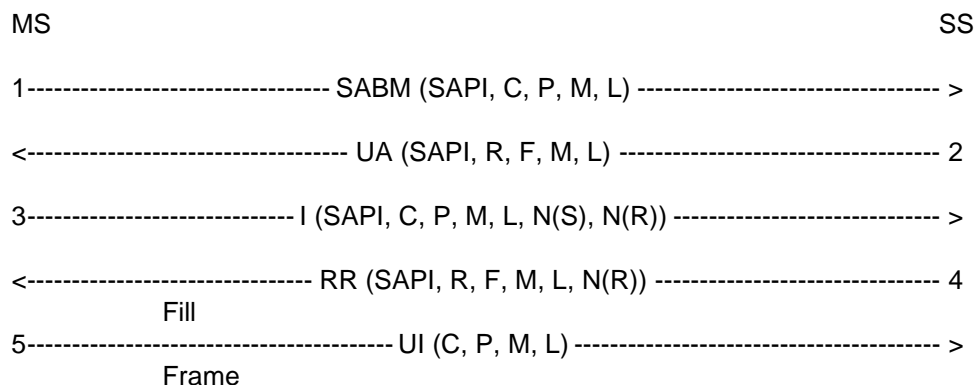 MS SS
1---------------------------------- SABM (SAPI, C, P, M, L) ---------------------------------- >
<------------------------------------ UA (SAPI, R, F, M, L) ------------------------------------ 2
3------------------------------ I (SAPI, C, P, M, L, N(S), N(R)) ------------------------------ >
<-------------------------------- RR (SAPI, R, F, M, L, N(R)) -------------------------------- 4
Fill
5----------------------------------------- UI (C, P, M, L) ----------------------------------------- >
Frame